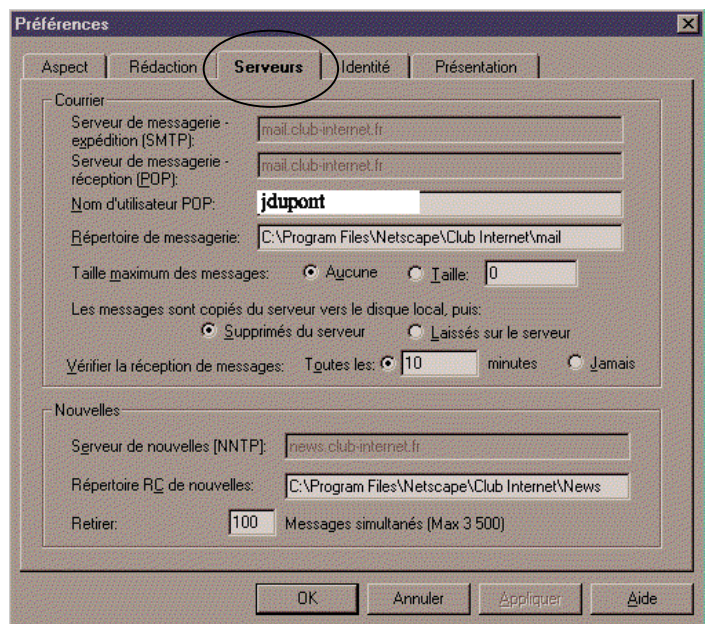 Préférences
Aspect Rédaction Serveurs Identité Présentation
Courrier
Serveur de messagerie -
expédition (SMTP): mail.club-internet.fr
Serveur de messagerie -
réception (POP): mail.club-internet.fr
Nom d'utilisateur POP: jdupont
Répertoire de messagerie: C:\Program Files\Netscape\Club Internet\mail
Taille maximum des messages: Aucune Taille: 0
Les messages sont copiés du serveur vers le disque local, puis:
Supprimés du serveur Laissés sur le serveur
Vérifier la réception de messages: Toutes les: 10 minutes Jamais
Nouvelles
Serveur de nouvelles (NNTP): news.club-internet.fr
Répertoire RC de nouvelles: C:\Program Files\Netscape\Club Internet\News
Retirer: 100 Messages simultanés (Max 3 500)
OK Annuler Appliquer Aide